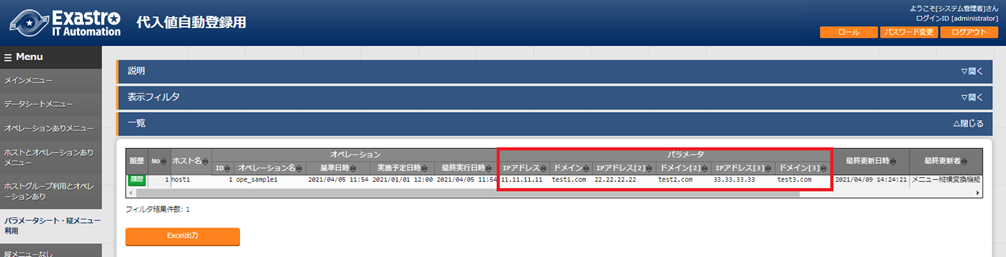 Exastro
IT Automation
代入値自動登録用
ようこそ[システム管理者]さん
ログインID [administrator]
ロール パスワード変更 ログアウト
Menu
メインメニュー
データシートメニュー
オペレーションありメニュー
ホストとオペレーションあり
メニュー
ホストグループ利用とオペレ
ーションあり
パラメータシート・縦メニュー
利用
縦メニューなし
説明 ▽開く
表示フィルタ ▽開く
一覧 △閉じる
履歴 No ホスト名 オペレーション パラメータ 最終更新日時 最終更新者
ID オペレーション名 基準日時 実施予定日時 最終実行日時 IPアドレス ドメイン IPアドレス[2] ドメイン[2] IPアドレス[3] ドメイン[3]
履歴 1 host1 1 ope_sample1 2021/04/05 11:54 2021/01/01 12:00 2021/04/05 11:54 11.11.11.11 test1.com 22.22.22.22 test2.com 33.33.33.33 test3.com 2021/04/09 14:24:21 メニュー縦横変換機能
フィルタ結果件数: 1
Excel出力